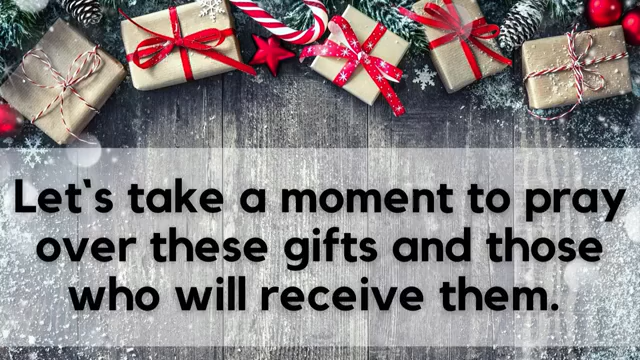 Let's take a moment to pray
over these gifts and those
who will receive them.